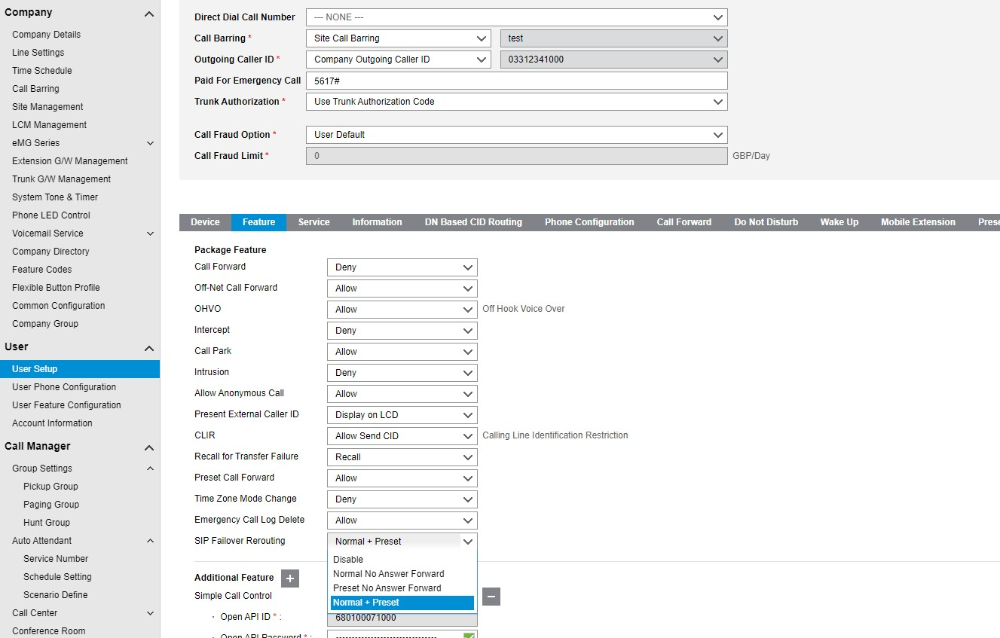 Company
Company Details
Line Settings
Time Schedule
Call Barring
Site Management
LCM Management
eMG Series
Extension G/W Management
Trunk G/W Management
System Tone & Timer
Phone LED Control
Voicemail Service
Company Directory
Feature Codes
Flexible Button Profile
Common Configuration
Company Group
User
User Setup
User Phone Configuration
User Feature Configuration
Account Information
Call Manager
Group Settings
Pickup Group
Paging Group
Hunt Group
Auto Attendant
Service Number
Schedule Setting
Scenario Define
Call Center
Conference Room
Direct Dial Call Number --- NONE ---
Call Barring * Site Call Barring test
Outgoing Caller ID * Company Outgoing Caller ID 03312341000
Paid For Emergency Call 5617#
Trunk Authorization * Use Trunk Authorization Code
Call Fraud Option * User Default
Call Fraud Limit * 0 GBP/Day
Device Feature Service Information DN Based CID Routing Phone Configuration Call Forward Do Not Disturb Wake Up Mobile Extension Prese
Package Feature
Call Forward Deny
Off-Net Call Forward Allow
OHVO Allow Off Hook Voice Over
Intercept Deny
Call Park Allow
Intrusion Deny
Allow Anonymous Call Allow
Present External Caller ID Display on LCD
CLIR Allow Send CID Calling Line Identification Restriction
Recall for Transfer Failure Recall
Preset Call Forward Allow
Time Zone Mode Change Deny
Emergency Call Log Delete Allow
SIP Failover Rerouting Normal + Preset
Disable
Normal No Answer Forward
Preset No Answer Forward
Normal + Preset
Additional Feature +
Simple Call Control
· Open API ID * : 680100071000
· Open API Password * :